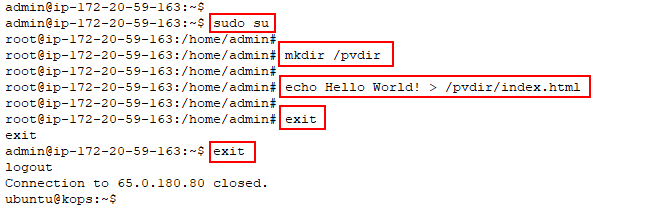 admin@ip-172-20-59-163:~$
admin@ip-172-20-59-163:~$ sudo su
root@ip-172-20-59-163:/home/admin#
root@ip-172-20-59-163:/home/admin# mkdir /pvdir
root@ip-172-20-59-163:/home/admin#
root@ip-172-20-59-163:/home/admin# echo Hello World! > /pvdir/index.html
root@ip-172-20-59-163:/home/admin#
root@ip-172-20-59-163:/home/admin# exit
exit
admin@ip-172-20-59-163:~$ exit
logout
Connection to 65.0.180.80 closed.
ubuntu@kops:~$